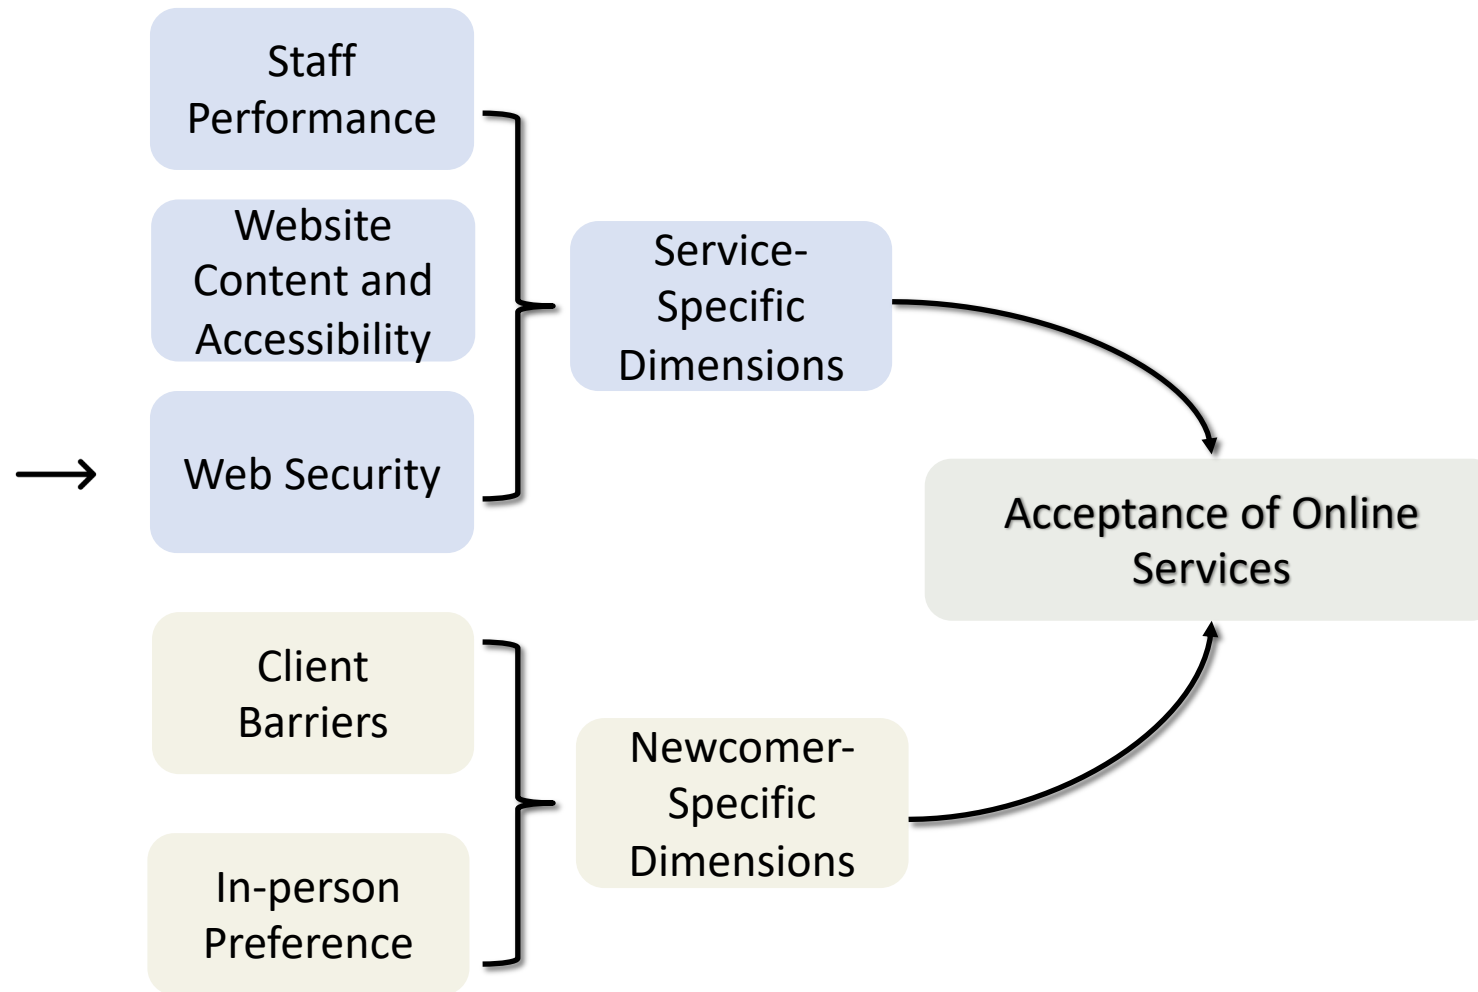 Staff
Performance
Website
Content and
Accessibility
Web Security
Service-
Specific
Dimensions
Acceptance of Online
Services
Client
Barriers
In-person
Preference
Newcomer-
Specific
Dimensions